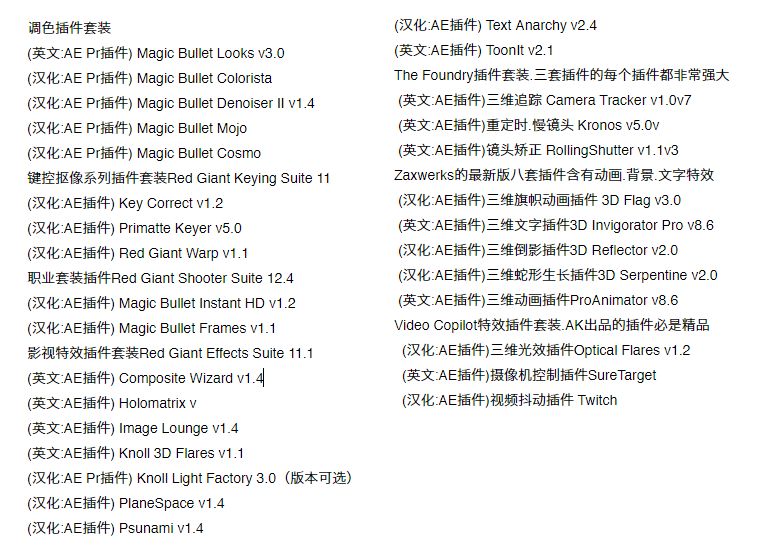 调色插件套装
(英文:AE Pr插件) Magic Bullet Looks v3.0
(汉化:AE Pr插件) Magic Bullet Colorista
(汉化:AE Pr插件) Magic Bullet Denoiser II v1.4
(汉化:AE Pr插件) Magic Bullet Mojo
(汉化:AE Pr插件) Magic Bullet Cosmo
键控抠像系列插件套装Red Giant Keying Suite 11
(汉化:AE插件) Key Correct v1.2
(汉化:AE插件) Primatte Keyer v5.0
(汉化:AE插件) Red Giant Warp v1.1
职业套装插件Red Giant Shooter Suite 12.4
(汉化:AE插件) Magic Bullet Instant HD v1.2
(汉化:AE插件) Magic Bullet Frames v1.1
影视特效插件套装Red Giant Effects Suite 11.1
(英文:AE插件) Composite Wizard v1.4
(英文:AE插件) Holomatrix v
(英文:AE插件) Image Lounge v1.4
(英文:AE插件) Knoll 3D Flares v1.1
(汉化:AE Pr插件) Knoll Light Factory 3.0（版本可选）
(汉化:AE插件) PlaneSpace v1.4
(汉化:AE插件) Psunami v1.4
(汉化:AE插件) Text Anarchy v2.4
(英文:AE插件) ToonIt v2.1
The Foundry插件套装.三套插件的每个插件都非常强大
(英文:AE插件)三维追踪 Camera Tracker v1.0v7
(英文:AE插件)重定时.慢镜头 Kronos v5.0v
(英文:AE插件)镜头矫正 RollingShutter v1.1v3
Zaxwerks的最新版八套插件含有动画.背景.文字特效
(汉化:AE插件)三维旗帜动画插件 3D Flag v3.0
(英文:AE插件)三维文字插件3D Invigorator Pro v8.6
(汉化:AE插件)三维倒影插件3D Reflector v2.0
(汉化:AE插件)三维蛇形生长插件3D Serpentine v2.0
(英文:AE插件)三维动画插件ProAnimator v8.6
Video Copilot特效插件套装.AK出品的插件必是精品
(汉化:AE插件)三维光效插件Optical Flares v1.2
(英文:AE插件)摄像机控制插件SureTarget
(汉化:AE插件)视频抖动插件 Twitch